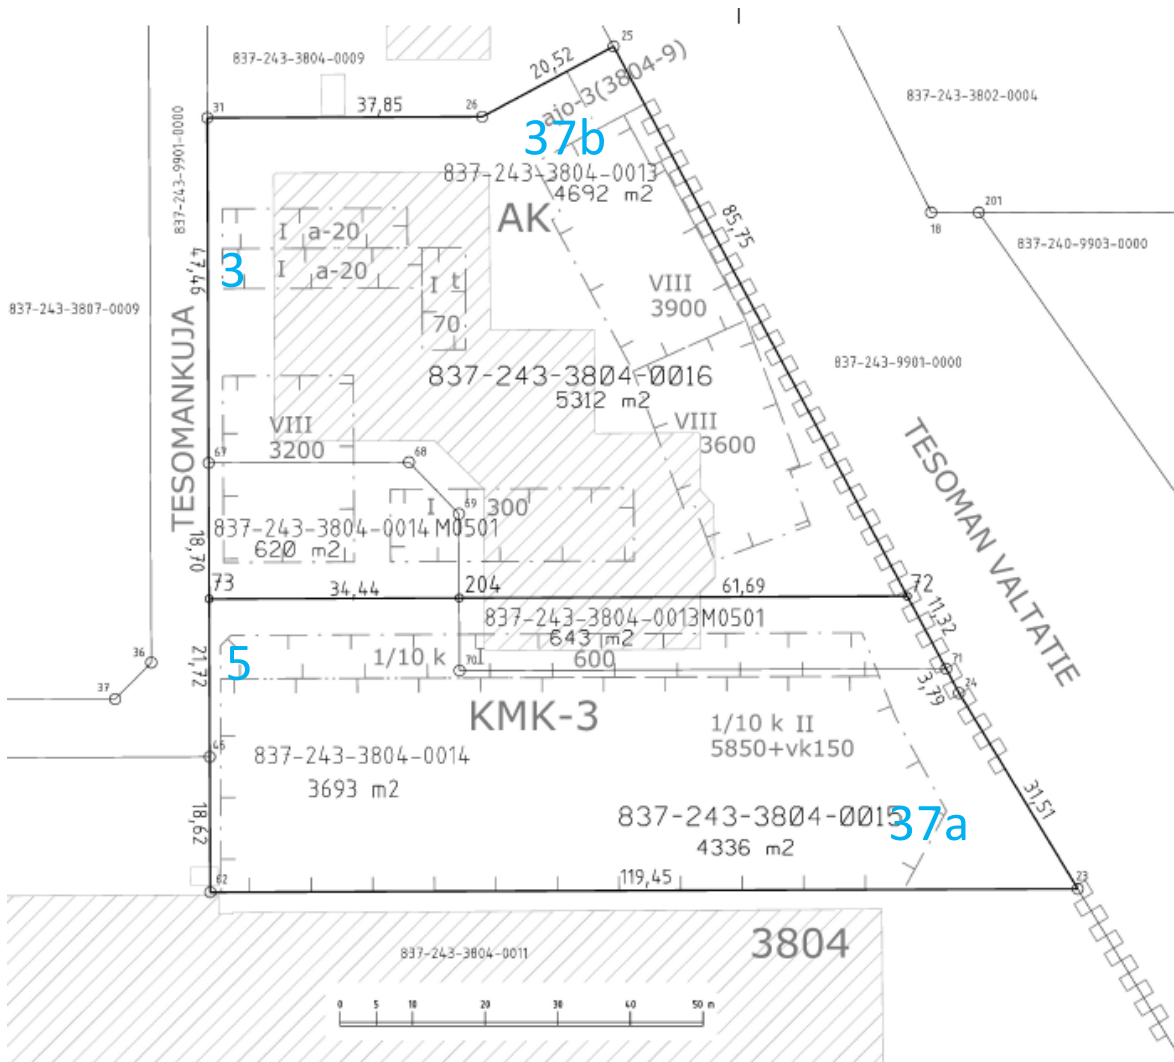 25
20,52
ajo-3(3804-9)
837-243-3804-0009
837-243-3802-0004
31
37,85
26
37b
837-243-9901-0000
837-243-3804-0013
4692 m2
AK
85,75
18
201
837-240-9903-0000
I a-20
I a-20
3
I t
70
47,46
VIII
3900
837-243-3807-0009
TESOMANKUJA
837-243-9901-0000
837-243-3804-0016
5312 m2
VIII
3200
VIII
3600
TESOMAN VALTATIE
67
68
69
I 300
837-243-3804-0014M0501
620 m2
18,70
73
34,44
204
61,69
72
11,32
837-243-3804-0013M0501
643 m2
36
21,72
5
1/10 k I
600
70
71
3,79
24
37
KMK-3
1/10 k II
5850+vk150
46
837-243-3804-0014
3693 m2
31,51
837-243-3804-0015
37a
4336 m2
18,62
62
119,45
23
837-243-3804-0011
3804
0 5 10 20 30 40 50 m